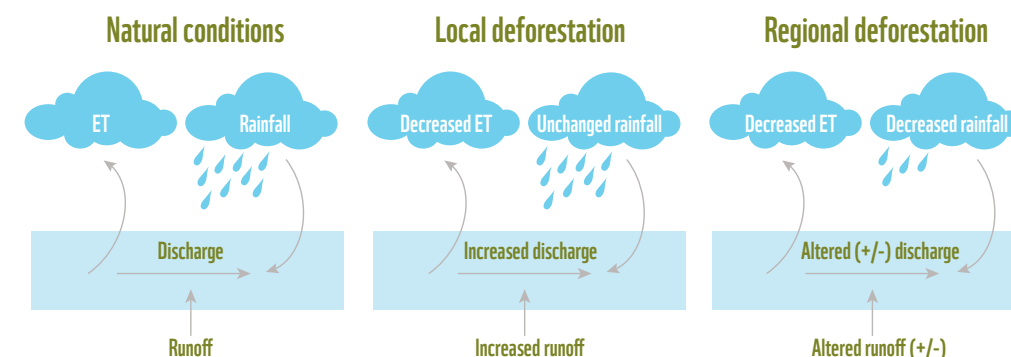 Natural conditions
ET
Rainfall
Discharge
Runoff
Local deforestation
Decreased ET
Unchanged rainfall
Increased discharge
Increased runoff
Regional deforestation
Decreased ET
Decreased rainfall
Altered (+/-) discharge
Altered runoff (+/-)